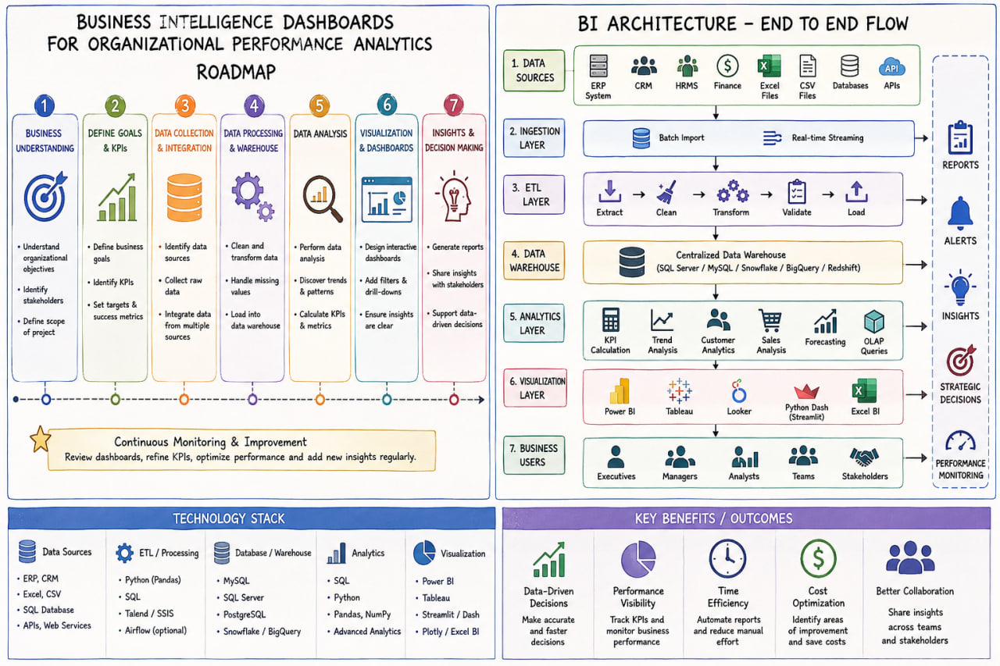 BUSINESS INTELLIGENCE DASHBOARDS
FOR ORGANIZATIONAL PERFORMANCE ANALYTICS
ROADMAP
1
BUSINESS
UNDERSTANDING
• Understand
organizational
objectives
• Identify
stakeholders
• Define scope
of project
2
DEFINE GOALS
& KPIs
• Define business
goals
• Identify KPIs
• Set targets &
success metrics
3
DATA COLLECTION
& INTEGRATION
• Identify data
sources
• Collect raw
data
• Integrate data
from multiple
sources
4
DATA PROCESSING
& WAREHOUSE
• Clean and
transform data
• Handle missing
values
• Load into
data warehouse
5
DATA ANALYSIS
• Perform data
analysis
• Discover trends
& patterns
• Calculate KPIs
& metrics
6
VISUALIZATION
& DASHBOARDS
• Design interactive
dashboards
• Add filters &
drill-downs
• Ensure insights
are clear
7
INSIGHTS &
DECISION MAKING
• Generate reports
• Share insights
with stakeholders
• Support data-
driven decisions
Continuous Monitoring & Improvement
Review dashboards, refine KPIs, optimize performance and add new insights regularly.
BI ARCHITECTURE – END TO END FLOW
1. DATA
SOURCES
ERP
System
CRM
HRMS
Finance
Excel
Files
CSV
Files
Databases
API
APIs
2. INGESTION
LAYER
Batch Import
Real-time Streaming
3. ETL
LAYER
Extract
Clean
Transform
Validate
Load
4. DATA
WAREHOUSE
Centralized Data Warehouse
(SQL Server / MySQL / Snowflake / BigQuery / Redshift)
5. ANALYTICS
LAYER
KPI
Calculation
Trend
Analysis
Customer
Analytics
Sales
Analysis
Forecasting
OLAP
Queries
6. VISUALIZATION
LAYER
Power BI
Tableau
Looker
Python Dash
(Streamlit)
Excel BI
7. BUSINESS
USERS
Executives
Managers
Analysts
Teams
Stakeholders
REPORTS
ALERTS
INSIGHTS
STRATEGIC
DECISIONS
PERFORMANCE
MONITORING
TECHNOLOGY STACK
Data Sources
• ERP, CRM
• Excel, CSV
• SQL Database
• APIs, Web Services
ETL / Processing
• Python (Pandas)
• SQL
• Talend / SSIS
• Airflow (optional)
Database / Warehouse
• MySQL
• SQL Server
• PostgreSQL
• Snowflake / BigQuery
Analytics
• SQL
• Python
• Pandas, NumPy
• Advanced Analytics
Visualization
• Power BI
• Tableau
• Streamlit / Dash
• Plotly / Excel BI
KEY BENEFITS / OUTCOMES
Data-Driven
Decisions
Make accurate
and faster
decisions
Performance
Visibility
Track KPIs and
monitor business
performance
Time
Efficiency
Automate reports
and reduce manual
effort
Cost
Optimization
Identify areas
of improvement
and save costs
Better Collaboration
Share insights
across teams
and stakeholders